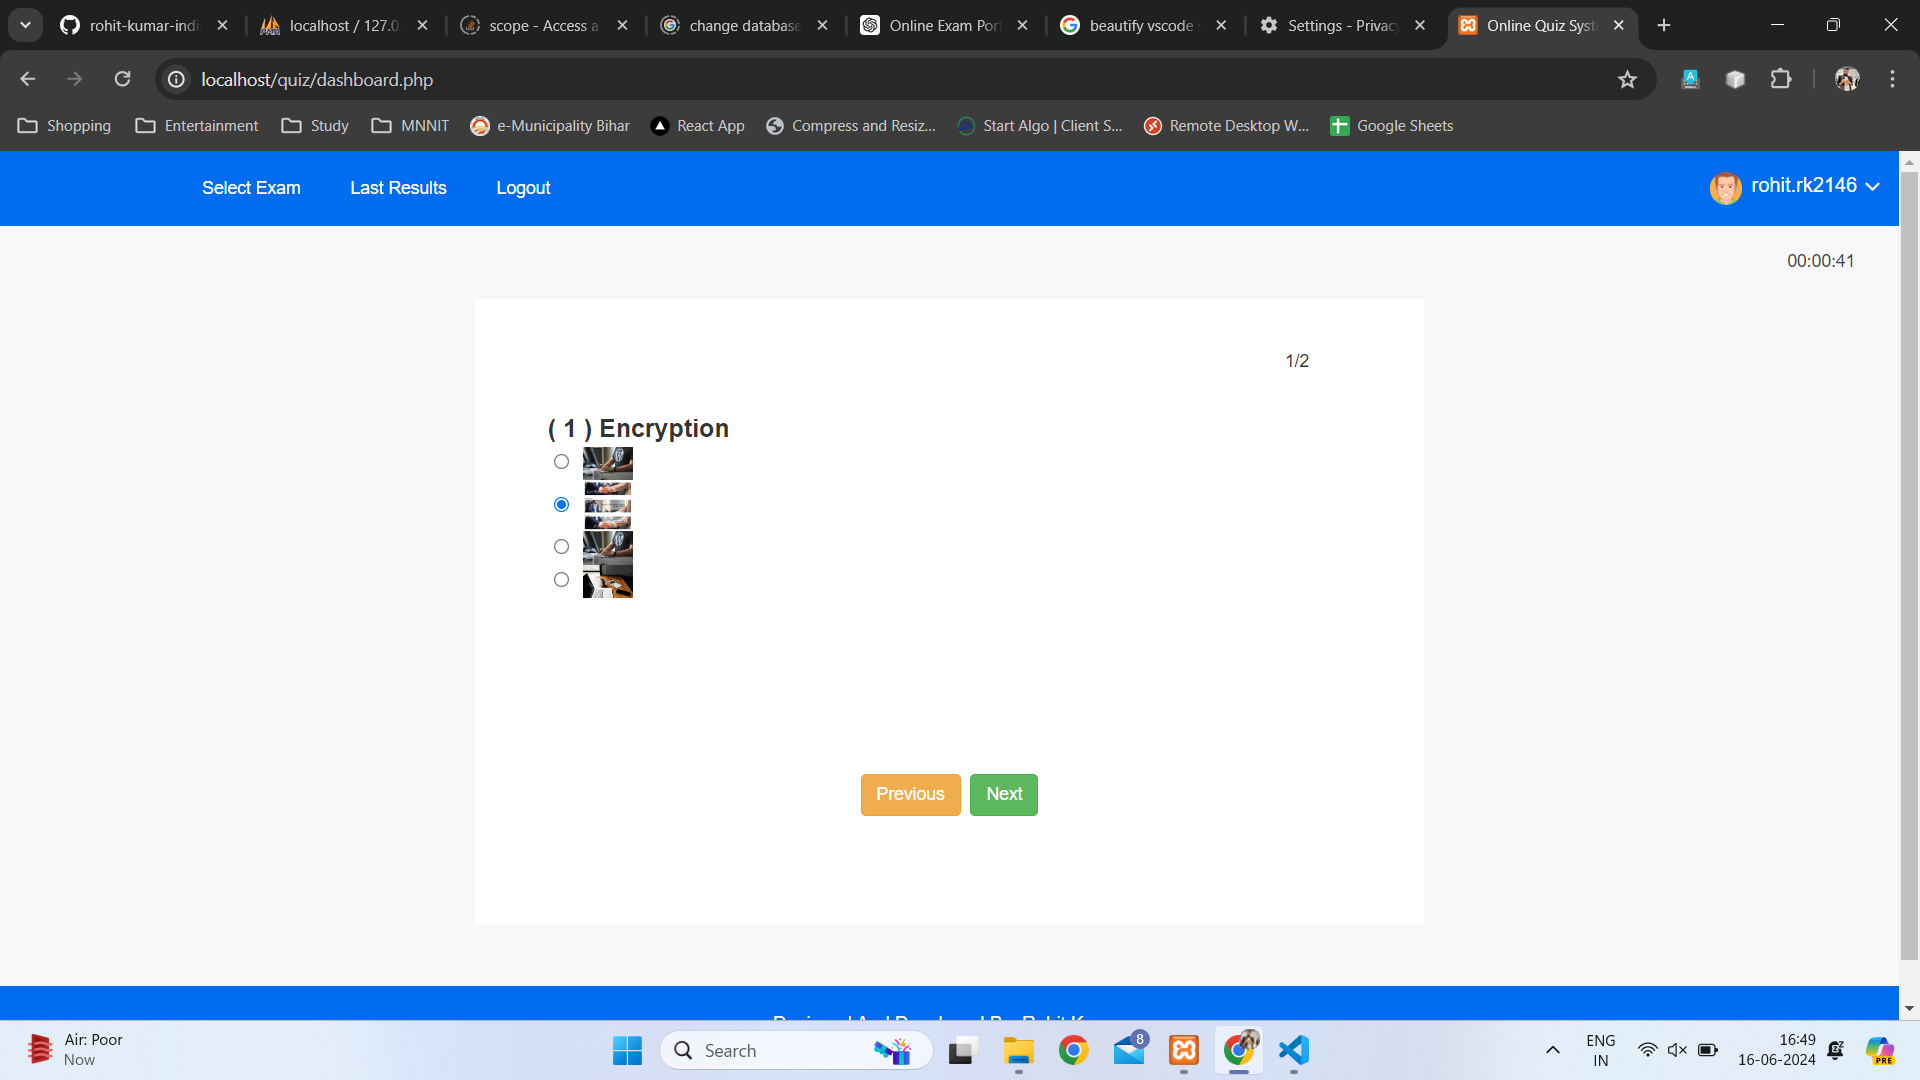 rohit-kumar-indi
localhost / 127.0.
scope - Access a
change database
Online Exam Por
beautify vscode
Settings - Privac
Online Quiz Syst
localhost/quiz/dashboard.php
Shopping
Entertainment
Study
MNNIT
e-Municipality Bihar
React App
Compress and Resiz...
Start Algo | Client S...
Remote Desktop W...
Google Sheets
Select Exam
Last Results
Logout
rohit.rk2146
00:00:41
1/2
( 1 ) Encryption
Previous
Next
Air: Poor
Now
Search
8
ENG
IN
16:49
16-06-2024
PRE